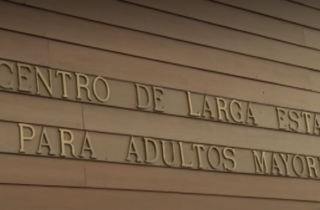 CENTRO DE LARGA ESTA
PARA ADULTOS MAYOR